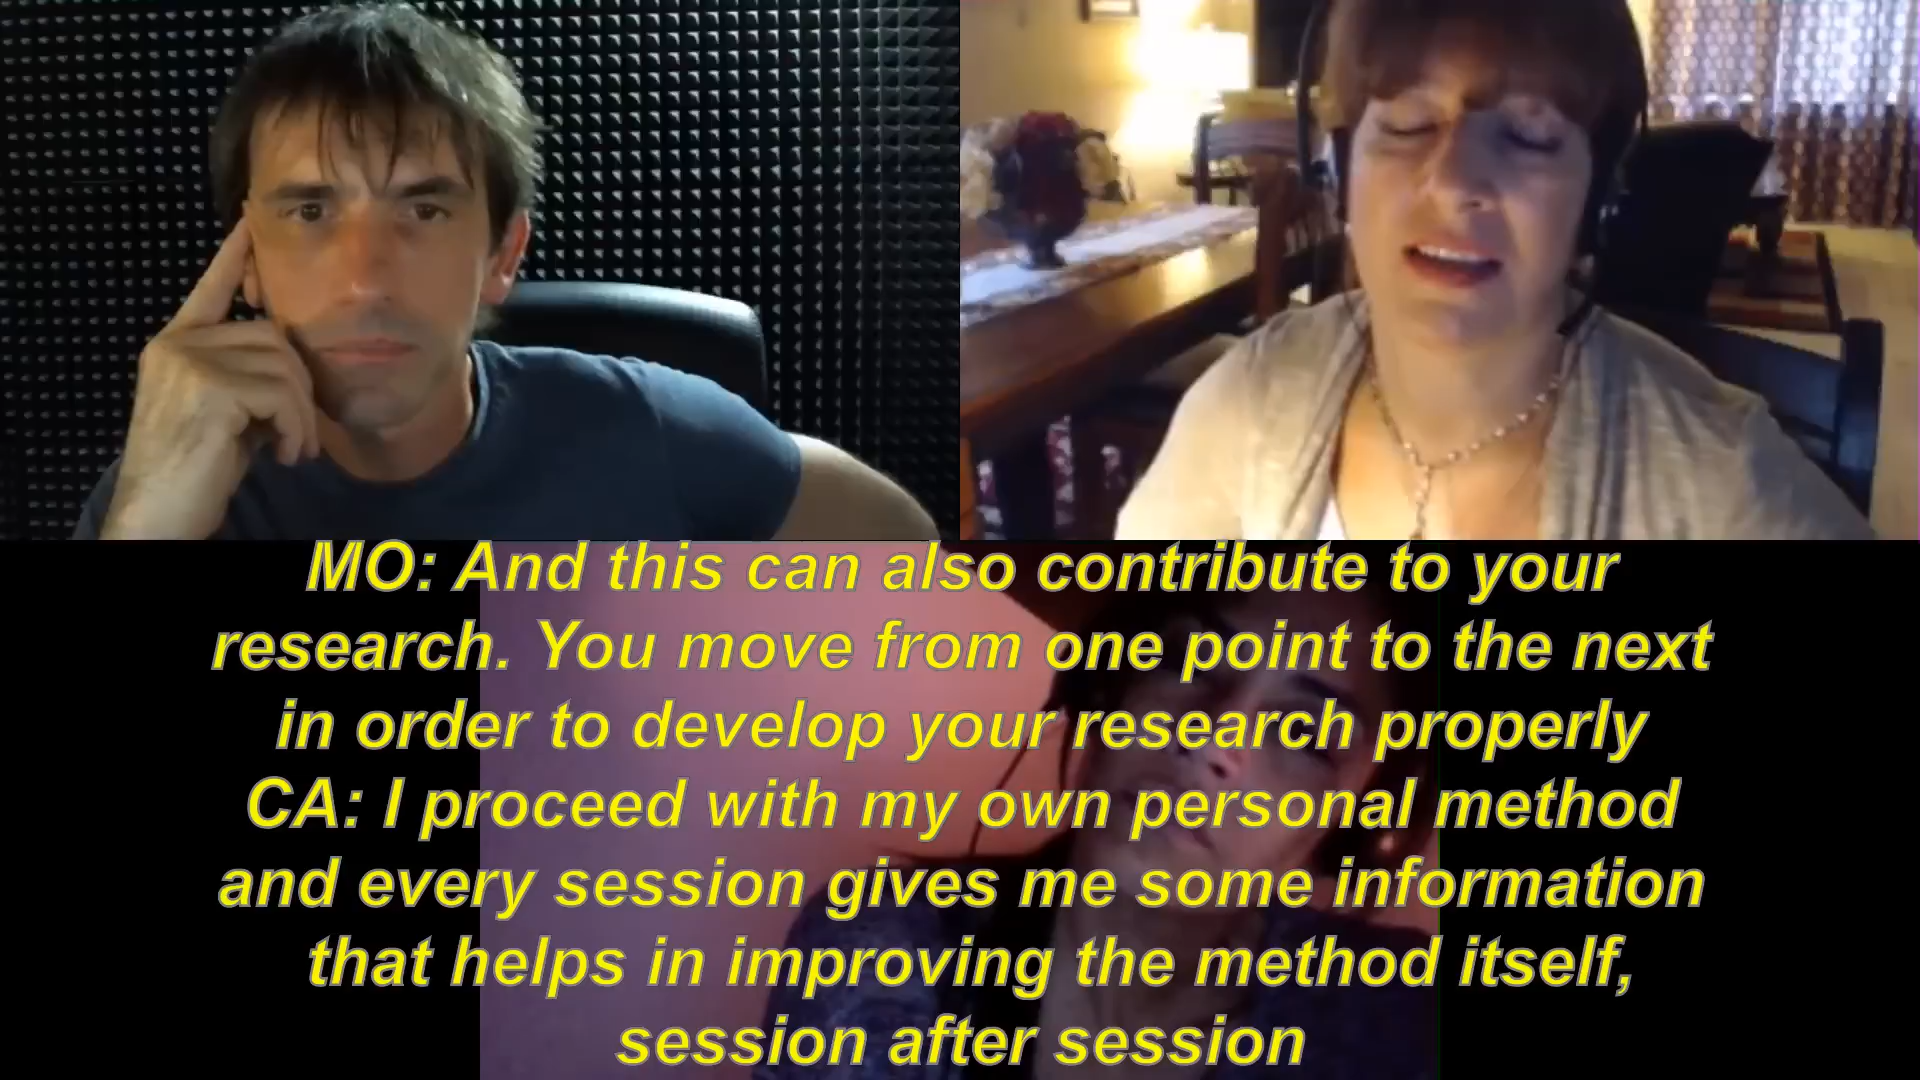 MO: And this can also contribute to your
research. You move from one point to the next
in order to develop your research properly
CA: I proceed with my own personal method
and every session gives me some information
that helps in improving the method itself,
session after session